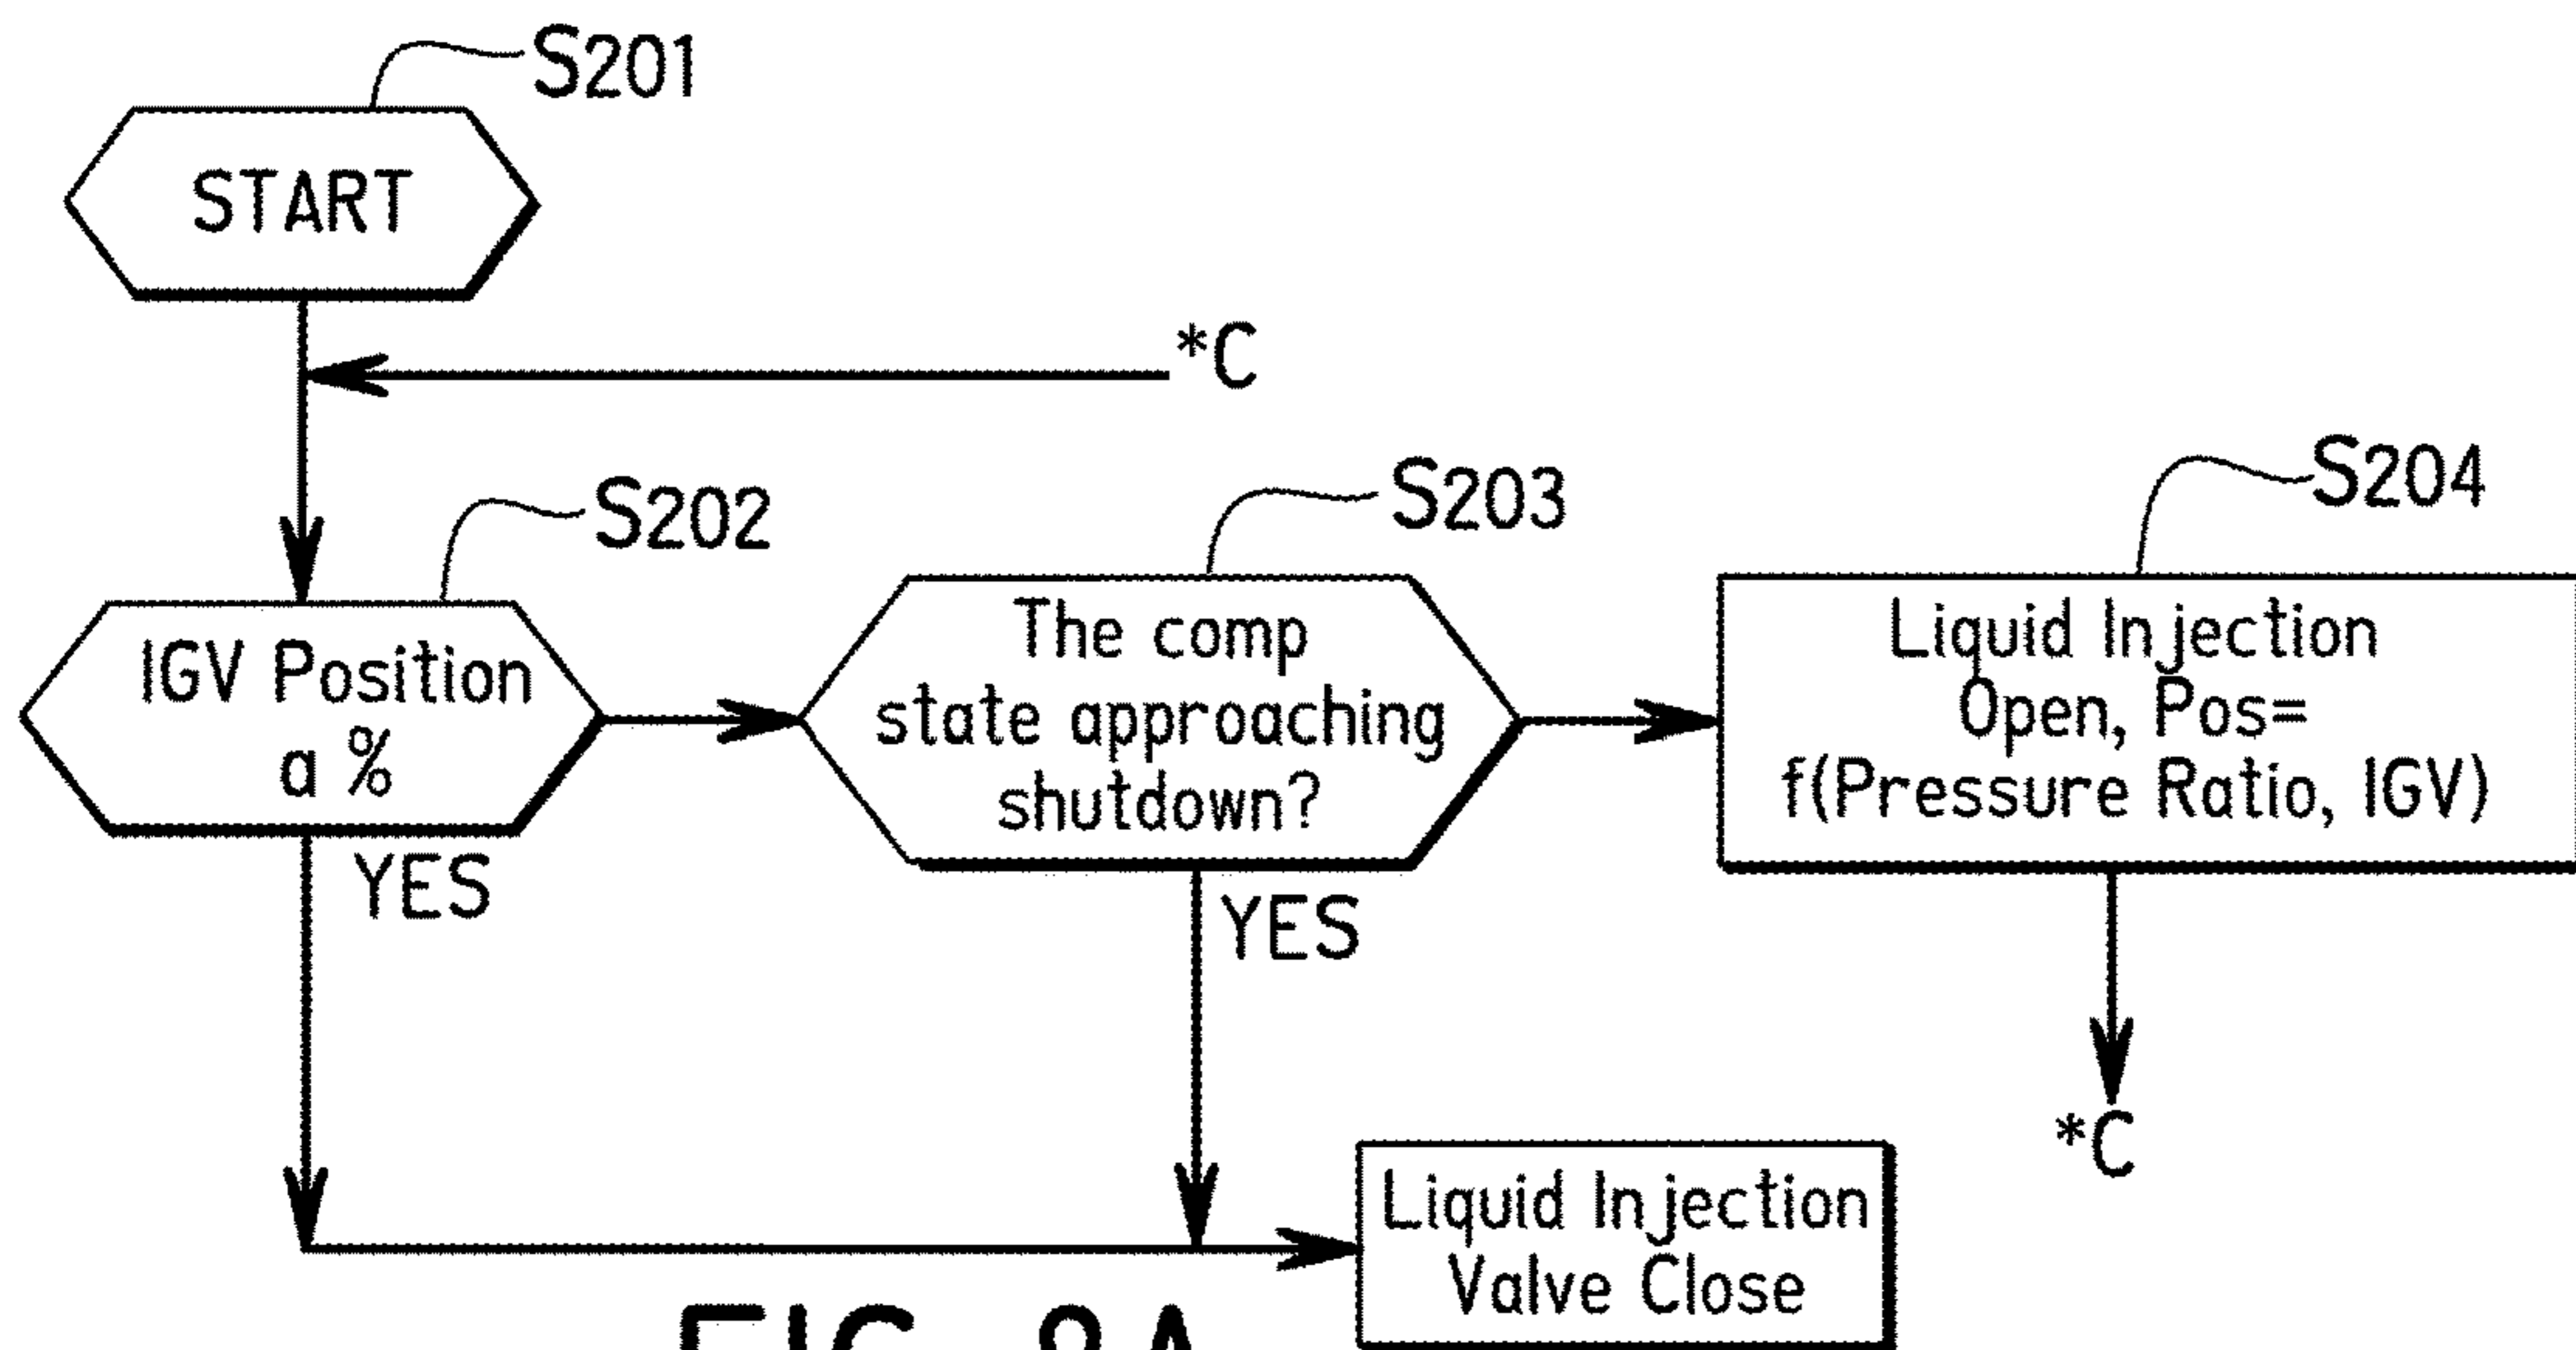 S201
START
*C
S202
S203
S204
IGV Position
a %
The comp
state approaching
shutdown?
Liquid Injection
Open, Pos=
f(Pressure Ratio, IGV)
YES
YES
*C
Liquid Injection
Valve Close